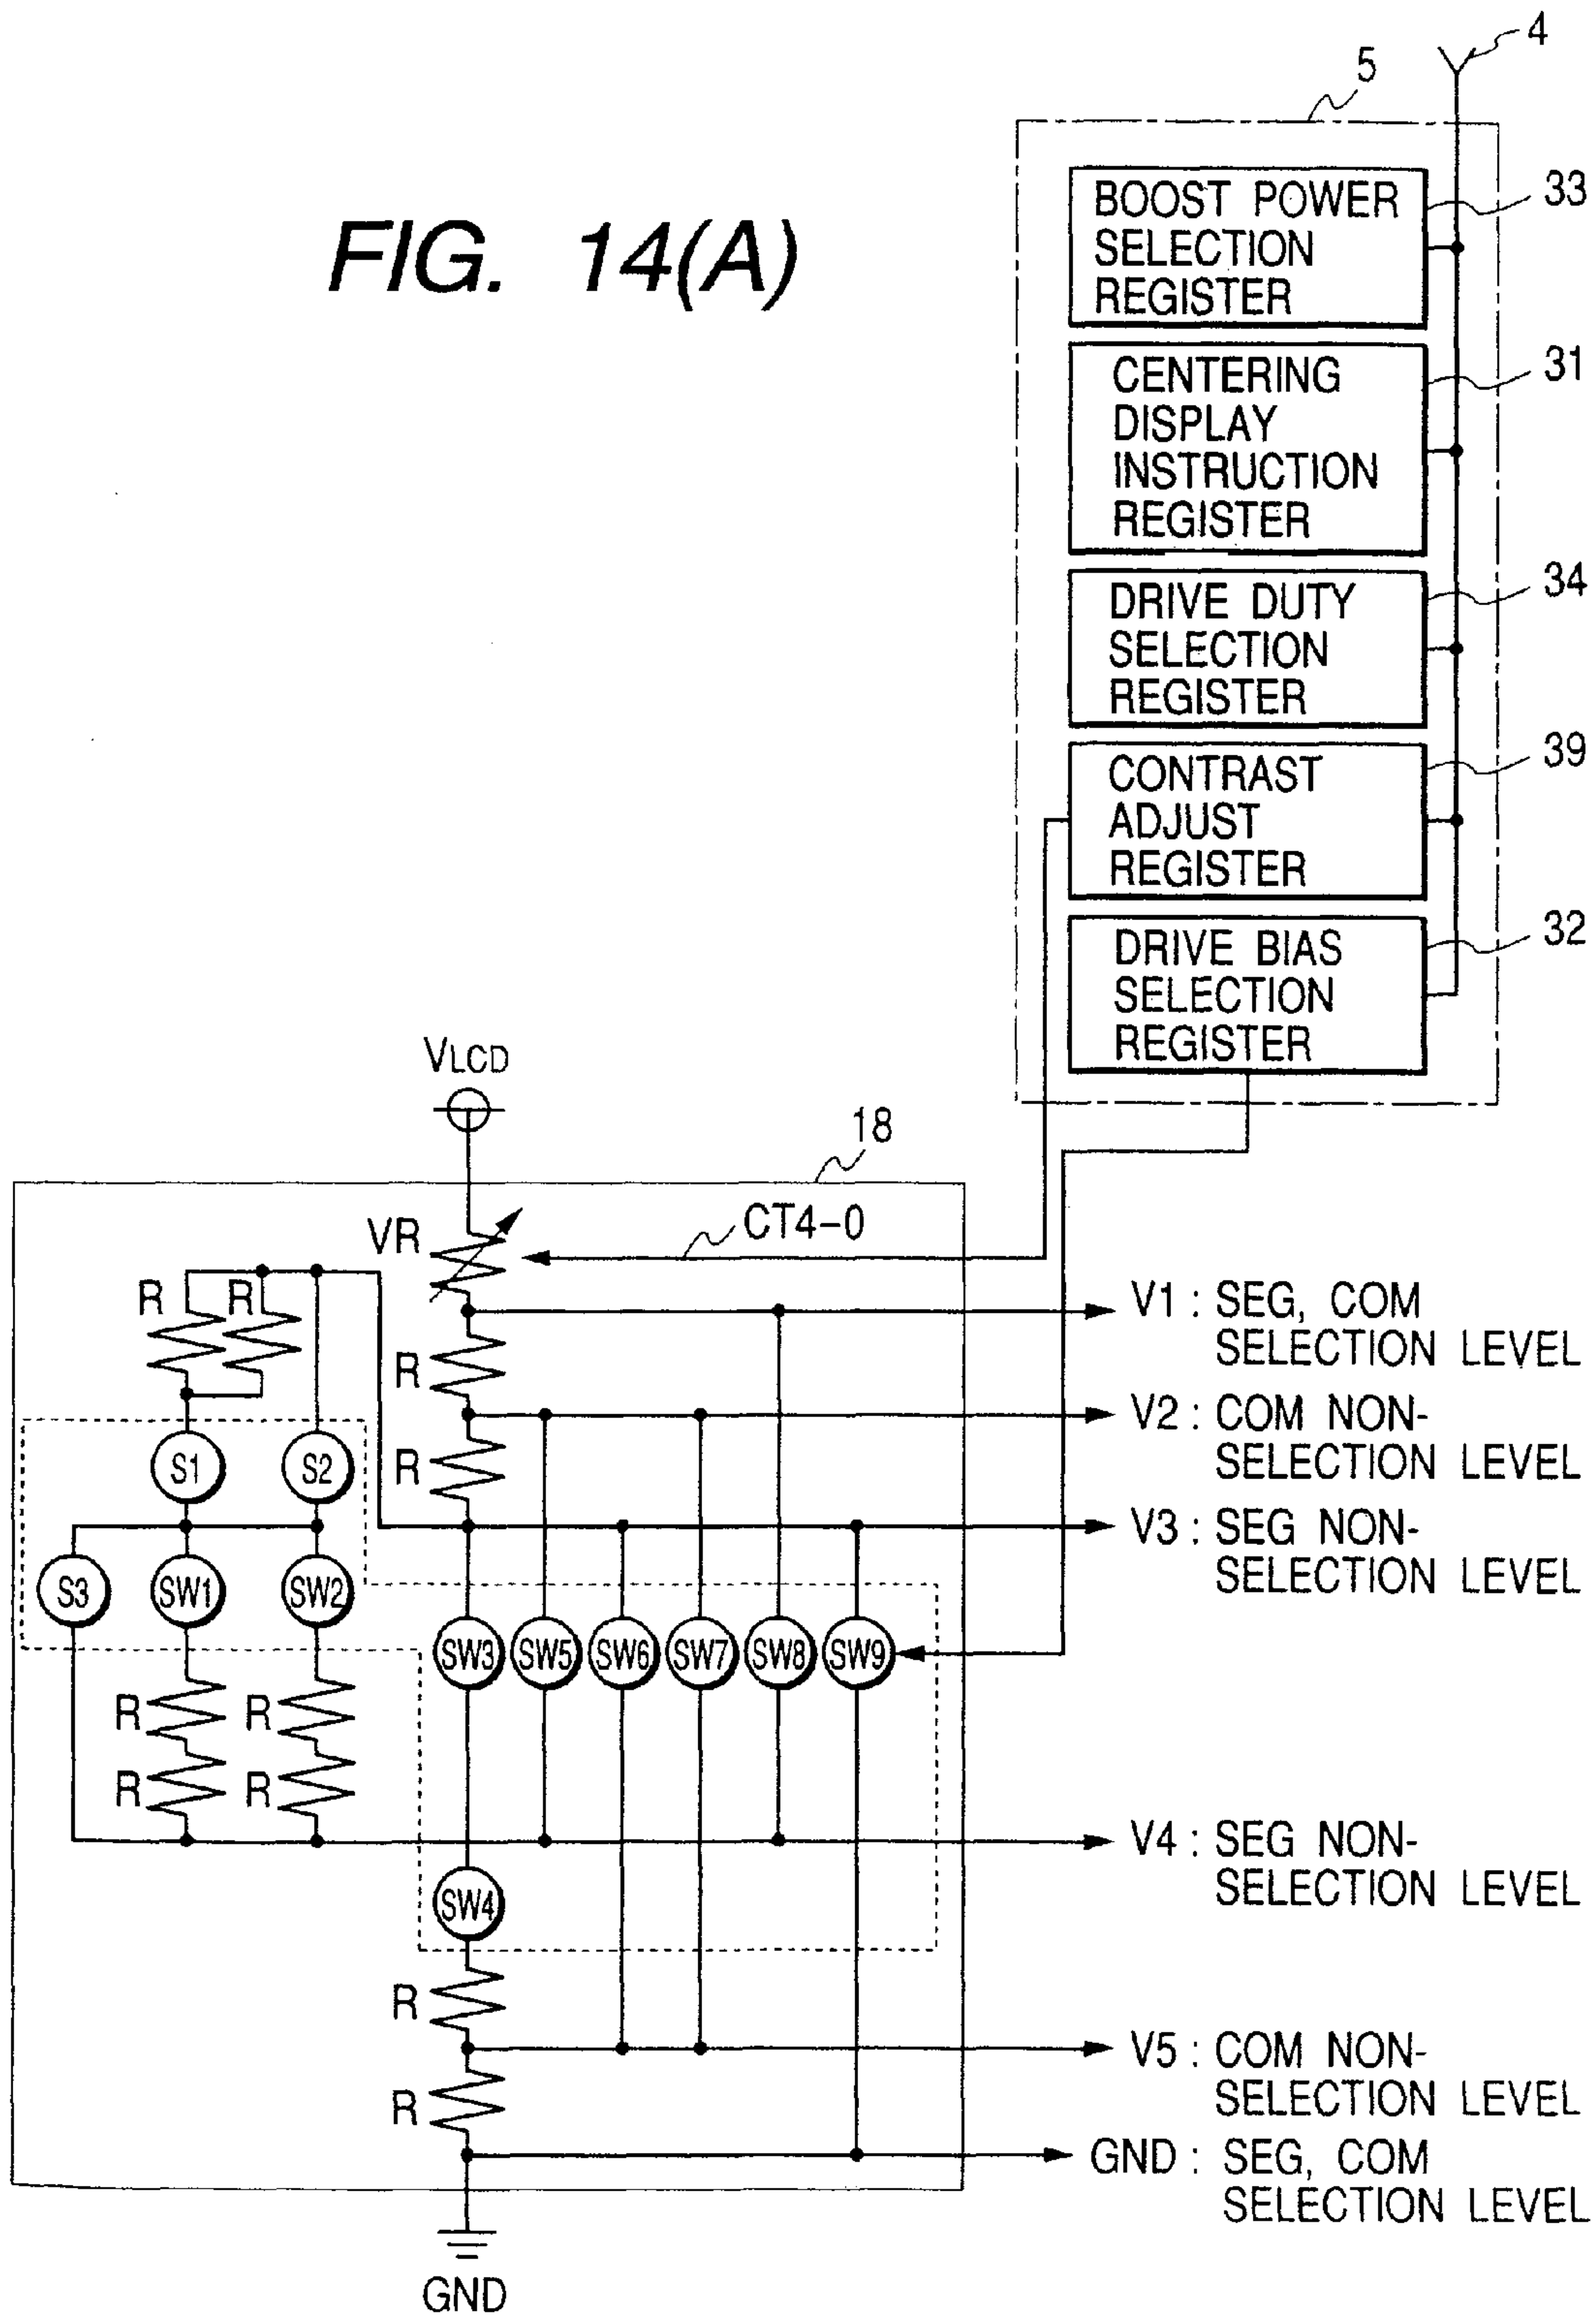 FIG. 14(A)
4
5
BOOST POWER
SELECTION
REGISTER
33
CENTERING
DISPLAY
INSTRUCTION
REGISTER
31
DRIVE DUTY
SELECTION
REGISTER
34
CONTRAST
ADJUST
REGISTER
39
DRIVE BIAS
SELECTION
REGISTER
32
VLCD
18
VR
CT4-0
R
R
R
R
V1 : SEG, COM
SELECTION LEVEL
V2 : COM NON-
SELECTION LEVEL
V3 : SEG NON-
SELECTION LEVEL
S1
S2
S3
SW1
SW2
SW3
SW5
SW6
SW7
SW8
SW9
R
R
R
R
V4 : SEG NON-
SELECTION LEVEL
SW4
R
V5 : COM NON-
SELECTION LEVEL
R
GND : SEG, COM
SELECTION LEVEL
GND